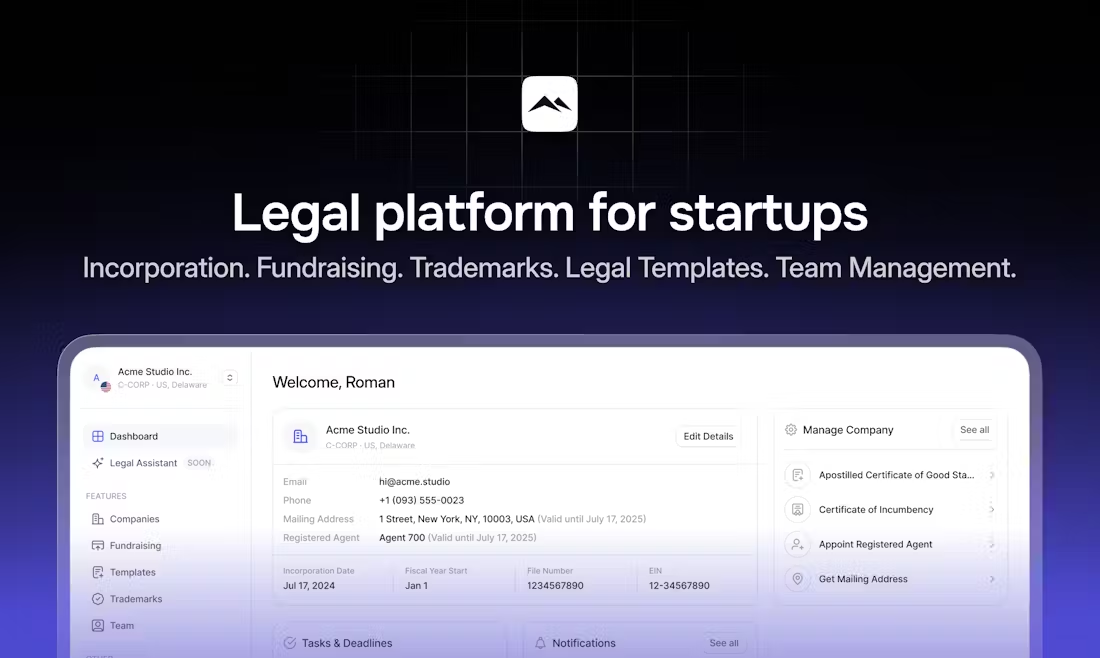 Legal platform for startups
Incorporation. Fundraising. Trademarks. Legal Templates. Team Management.
A
Acme Studio Inc.
C-CORP · US, Delaware
Dashboard
Legal Assistant SOON
FEATURES
Companies
Fundraising
Templates
Trademarks
Team
Welcome, Roman
Acme Studio Inc.
C-CORP · US, Delaware
Edit Details
Email hi@acme.studio
Phone +1 (093) 555-0023
Mailing Address 1 Street, New York, NY, 10003, USA (Valid until July 17, 2025)
Registered Agent Agent 700 (Valid until July 17, 2025)
Incorporation Date Fiscal Year Start File Number EIN
Jul 17, 2024 Jan 1 1234567890 12-34567890
Tasks & Deadlines
Notifications See all
Manage Company See all
Apostilled Certificate of Good Sta...
Certificate of Incumbency
Appoint Registered Agent
Get Mailing Address